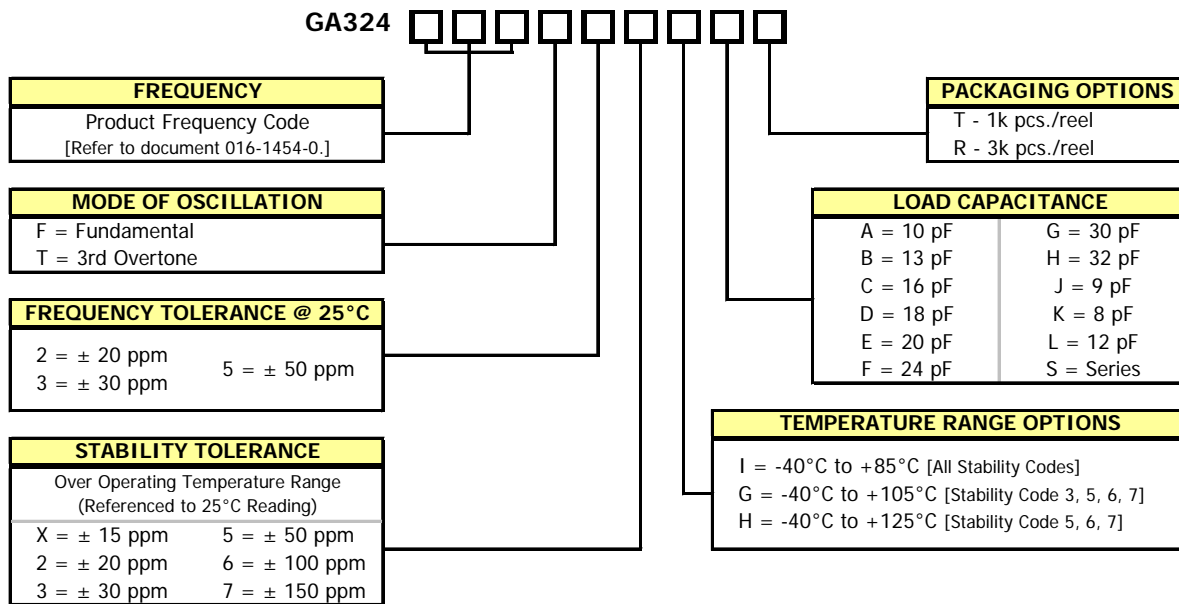 GA324
FREQUENCY
Product Frequency Code
[Refer to document 016-1454-0.]
MODE OF OSCILLATION
F = Fundamental
T = 3rd Overtone
FREQUENCY TOLERANCE @ 25°C
2 = ± 20 ppm
3 = ± 30 ppm
5 = ± 50 ppm
STABILITY TOLERANCE
Over Operating Temperature Range
(Referenced to 25°C Reading)
X = ± 15 ppm
2 = ± 20 ppm
3 = ± 30 ppm
5 = ± 50 ppm
6 = ± 100 ppm
7 = ± 150 ppm
PACKAGING OPTIONS
T - 1k pcs./reel
R - 3k pcs./reel
LOAD CAPACITANCE
A = 10 pF
B = 13 pF
C = 16 pF
D = 18 pF
E = 20 pF
F = 24 pF
G = 30 pF
H = 32 pF
J = 9 pF
K = 8 pF
L = 12 pF
S = Series
TEMPERATURE RANGE OPTIONS
I = -40°C to +85°C [All Stability Codes]
G = -40°C to +105°C [Stability Code 3, 5, 6, 7]
H = -40°C to +125°C [Stability Code 5, 6, 7]